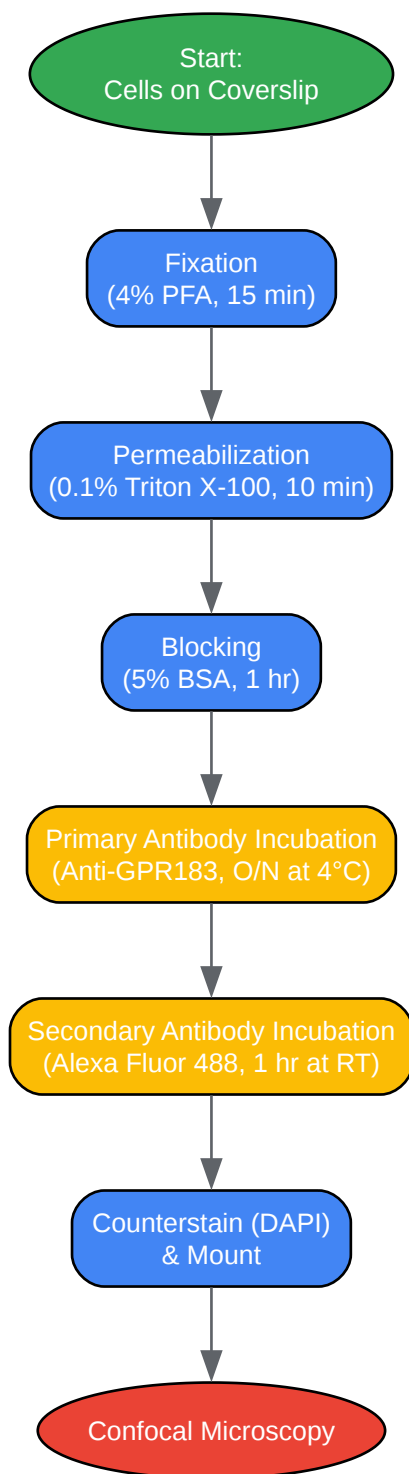 Start:
Cells on Coverslip
Fixation
(4% PFA, 15 min)
Permeabilization
(0.1% Triton X-100, 10 min)
Blocking
(5% BSA, 1 hr)
Primary Antibody Incubation
(Anti-GPR183, O/N at 4°C)
Secondary Antibody Incubation
(Alexa Fluor 488, 1 hr at RT)
Counterstain (DAPI)
& Mount
Confocal Microscopy